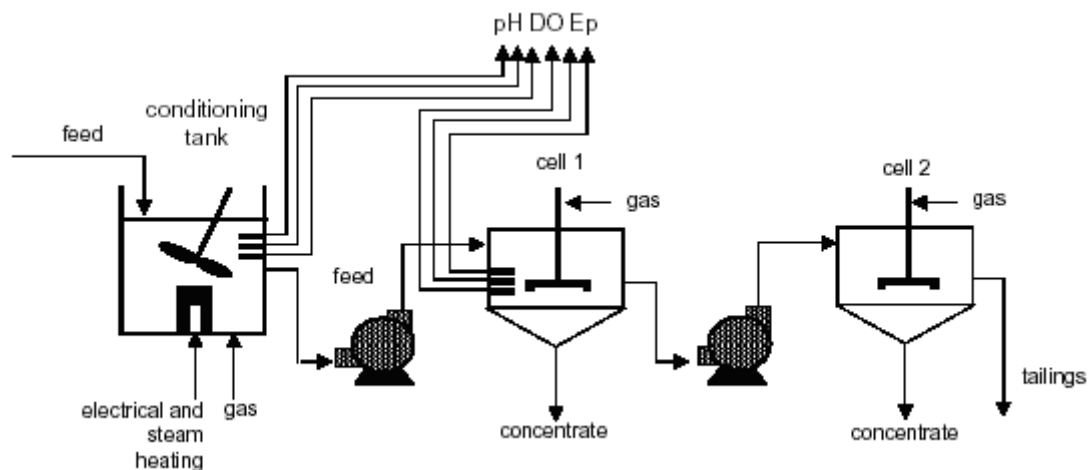 pH DO Ep
conditioning
tank
feed
cell 1
cell 2
gas
gas
feed
electrical and
steam
heating
gas
concentrate
concentrate
tailings